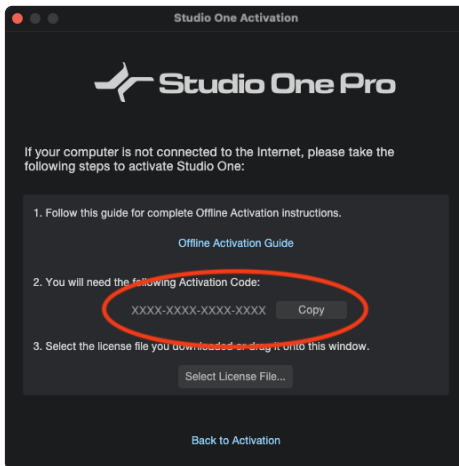 Studio One Activation
Studio One Pro
If your computer is not connected to the Internet, please take the
following steps to activate Studio One:
1. Follow this guide for complete Offline Activation instructions.
Offline Activation Guide
2. You will need the following Activation Code:
XXXX-XXXX-XXXX-XXXX Copy
3. Select the license file you downloaded or drag it onto this window.
Select License File...
Back to Activation